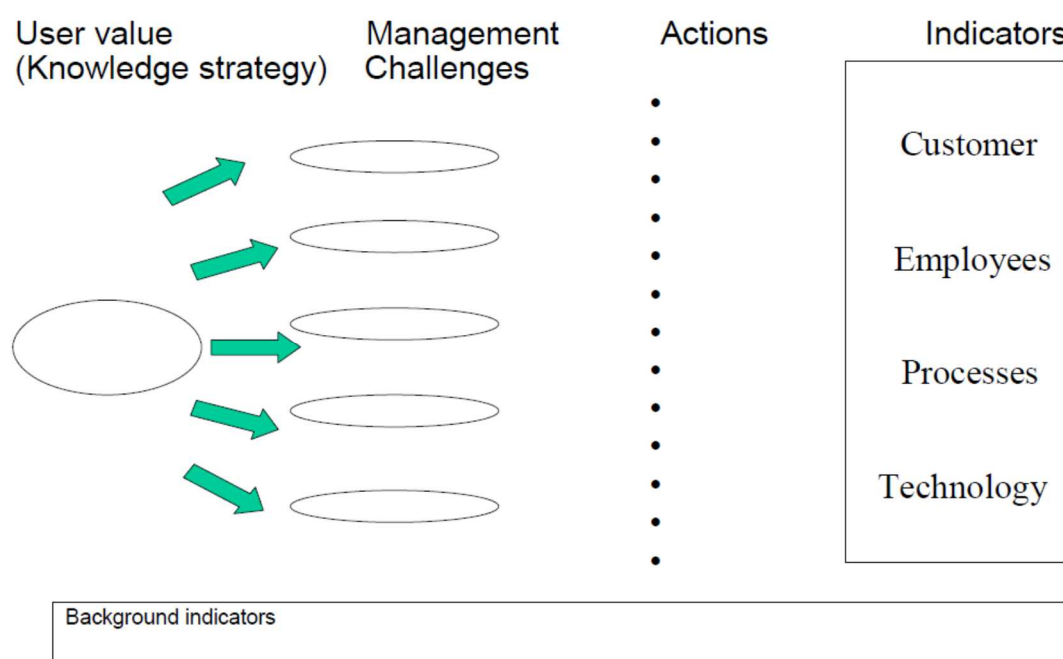 User value
(Knowledge strategy)
Management
Challenges
Actions
Indicators
Customer
Employees
Processes
Technology
Background indicators